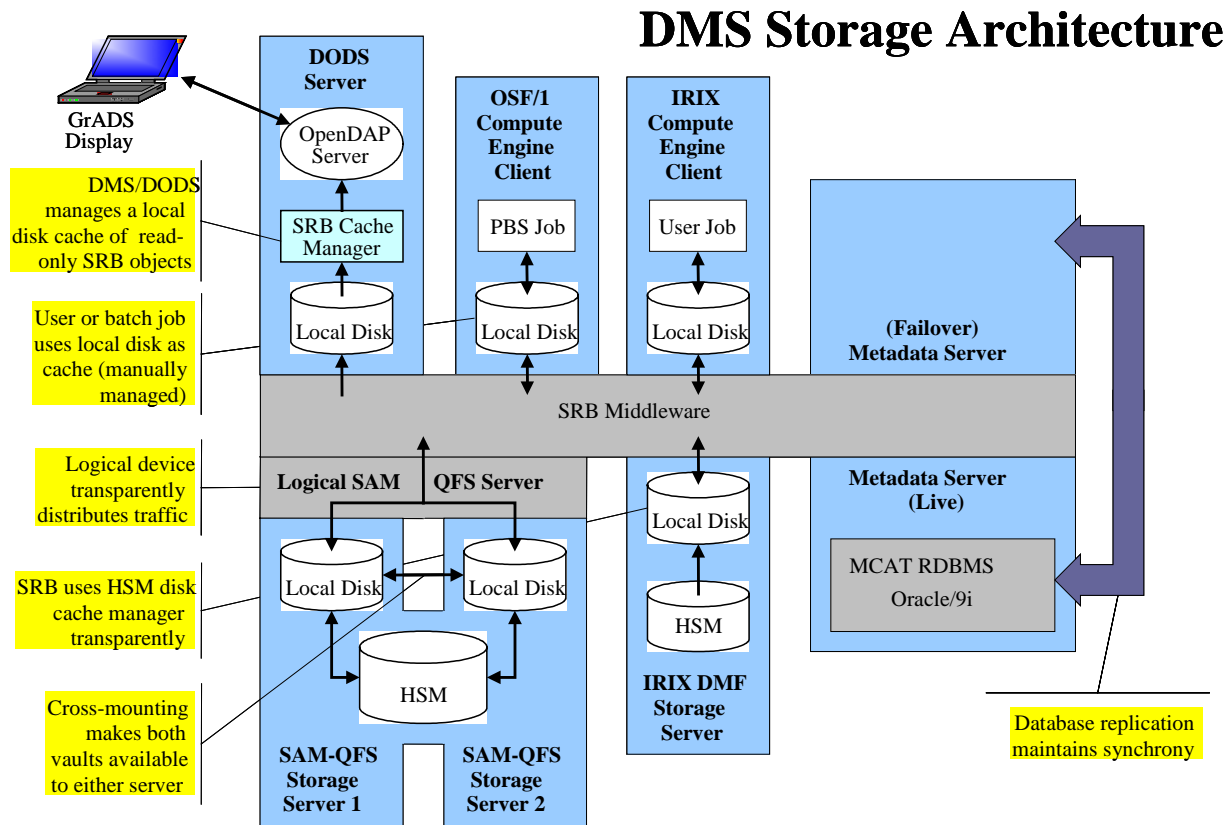 DMS Storage Architecture
GrADS
Display
DODS
Server
OpenDAP
Server
SRB Cache
Manager
Local Disk
OSF/1
Compute
Engine
Client
PBS Job
Local Disk
IRIX
Compute
Engine
Client
User Job
Local Disk
(Failover)
Metadata Server
DMS/DODS
manages a local
disk cache of read-
only SRB objects
User or batch job
uses local disk as
cache (manually
managed)
Logical device
transparently
distributes traffic
SRB uses HSM disk
cache manager
transparently
Cross-mounting
makes both
vaults available
to either server
SRB Middleware
Logical SAM QFS Server
Local Disk
Local Disk
HSM
SAM-QFS
Storage
Server 1
SAM-QFS
Storage
Server 2
Local Disk
HSM
IRIX DMF
Storage
Server
Metadata Server
(Live)
MCAT RDBMS
Oracle/9i
Database replication
maintains synchrony